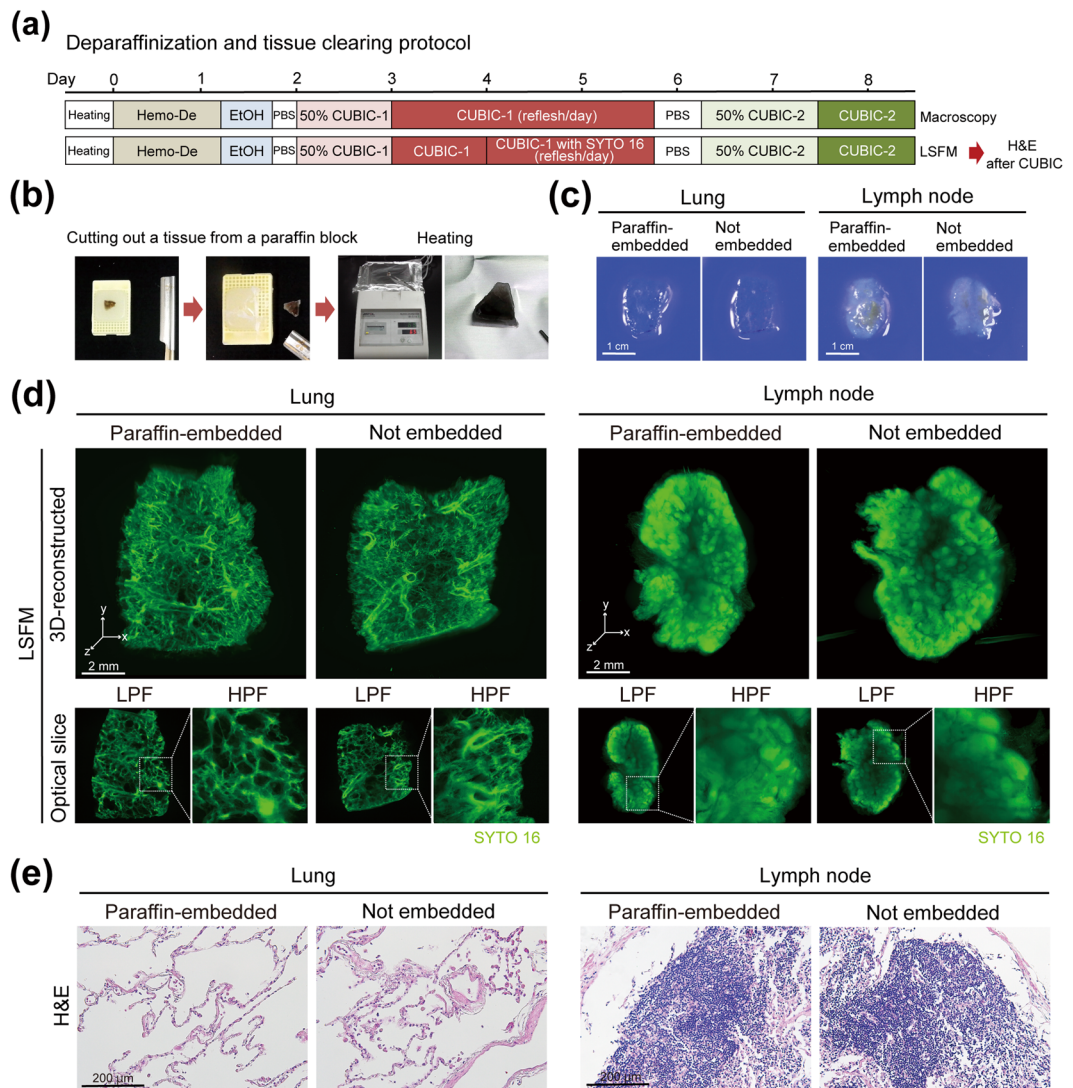 (a)
Deparaffinization and tissue clearing protocol
Day 0 1 2 3 4 5 6 7 8
Heating Hemo-De EtOH PBS 50% CUBIC-1 CUBIC-1 (reflesh/day) PBS 50% CUBIC-2 CUBIC-2 Macroscopy
Heating Hemo-De EtOH PBS 50% CUBIC-1 CUBIC-1 CUBIC-1 with SYTO 16 (reflesh/day) PBS 50% CUBIC-2 CUBIC-2 LSFM H&E after CUBIC
(b)
Cutting out a tissue from a paraffin block Heating
(c)
Lung Lymph node
Paraffin-embedded Not embedded Paraffin-embedded Not embedded
1 cm 1 cm
(d)
Lung Lymph node
Paraffin-embedded Not embedded Paraffin-embedded Not embedded
LSFM
3D-reconstructed
y x z y x z
2 mm 2 mm
LPF HPF LPF HPF LPF HPF LPF HPF
Optical slice
SYTO 16 SYTO 16
(e)
Lung Lymph node
Paraffin-embedded Not embedded Paraffin-embedded Not embedded
H&E
200 μm 200 μm